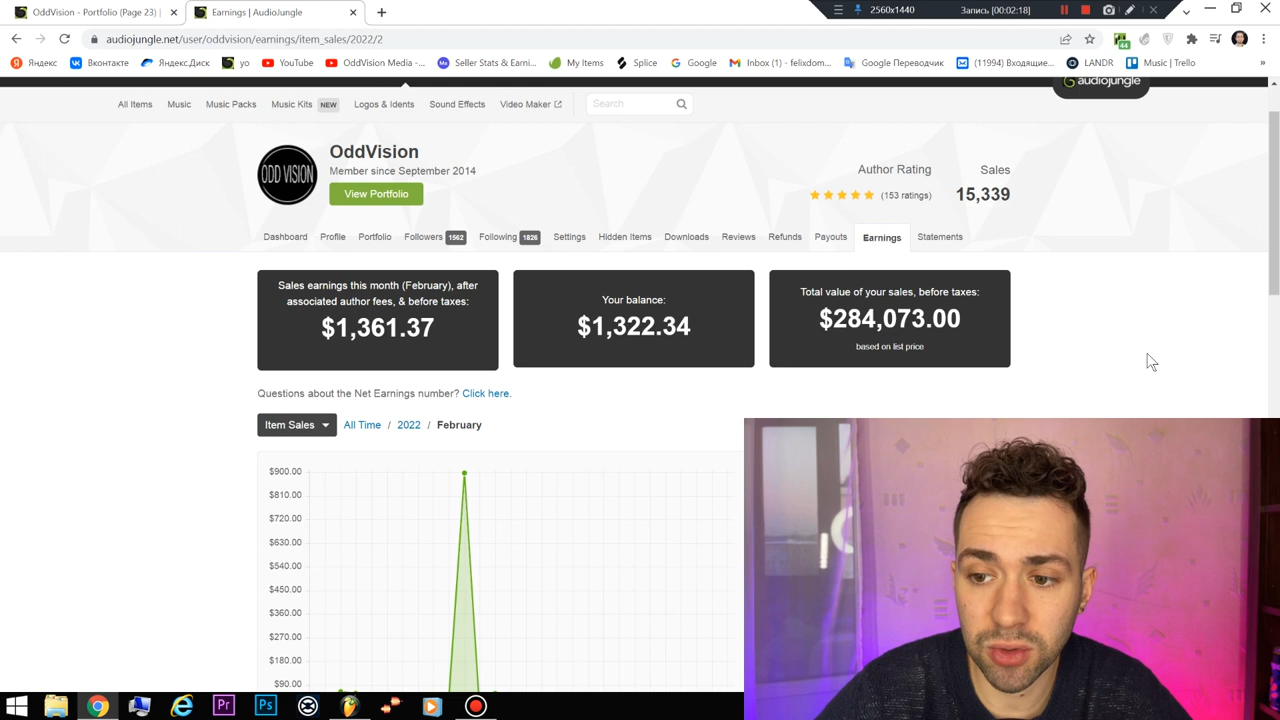 OddVision - Portfolio (Page 23) |
Earnings | AudioJungle
2560x1440
Запись [00:02:18]
audiojungle.net/user/oddvision/earnings/item_sales/2022/2
44
Яндекс
Вконтакте
Яндекс.Диск
yo
YouTube
OddVision Media -...
Seller Stats & Earni...
My Items
Splice
Google
Inbox (1) - felixdom...
Google Переводчик
(11994) Входящие...
LANDR
Music | Trello
»
audiojungle
All Items
Music
Music Packs
Music Kits NEW
Logos & Idents
Sound Effects
Video Maker
Search
ODD VISION
OddVision
Member since September 2014
View Portfolio
Author Rating
(153 ratings)
Sales
15,339
Dashboard
Profile
Portfolio
Followers 1562
Following 1826
Settings
Hidden Items
Downloads
Reviews
Refunds
Payouts
Earnings
Statements
Sales earnings this month (February), after
associated author fees, & before taxes:
$1,361.37
Your balance:
$1,322.34
Total value of your sales, before taxes:
$284,073.00
based on list price
Questions about the Net Earnings number? Click here.
Item Sales
All Time / 2022 / February
$900.00
$810.00
$720.00
$630.00
$540.00
$450.00
$360.00
$270.00
$180.00
$90.00
Pr
Ps